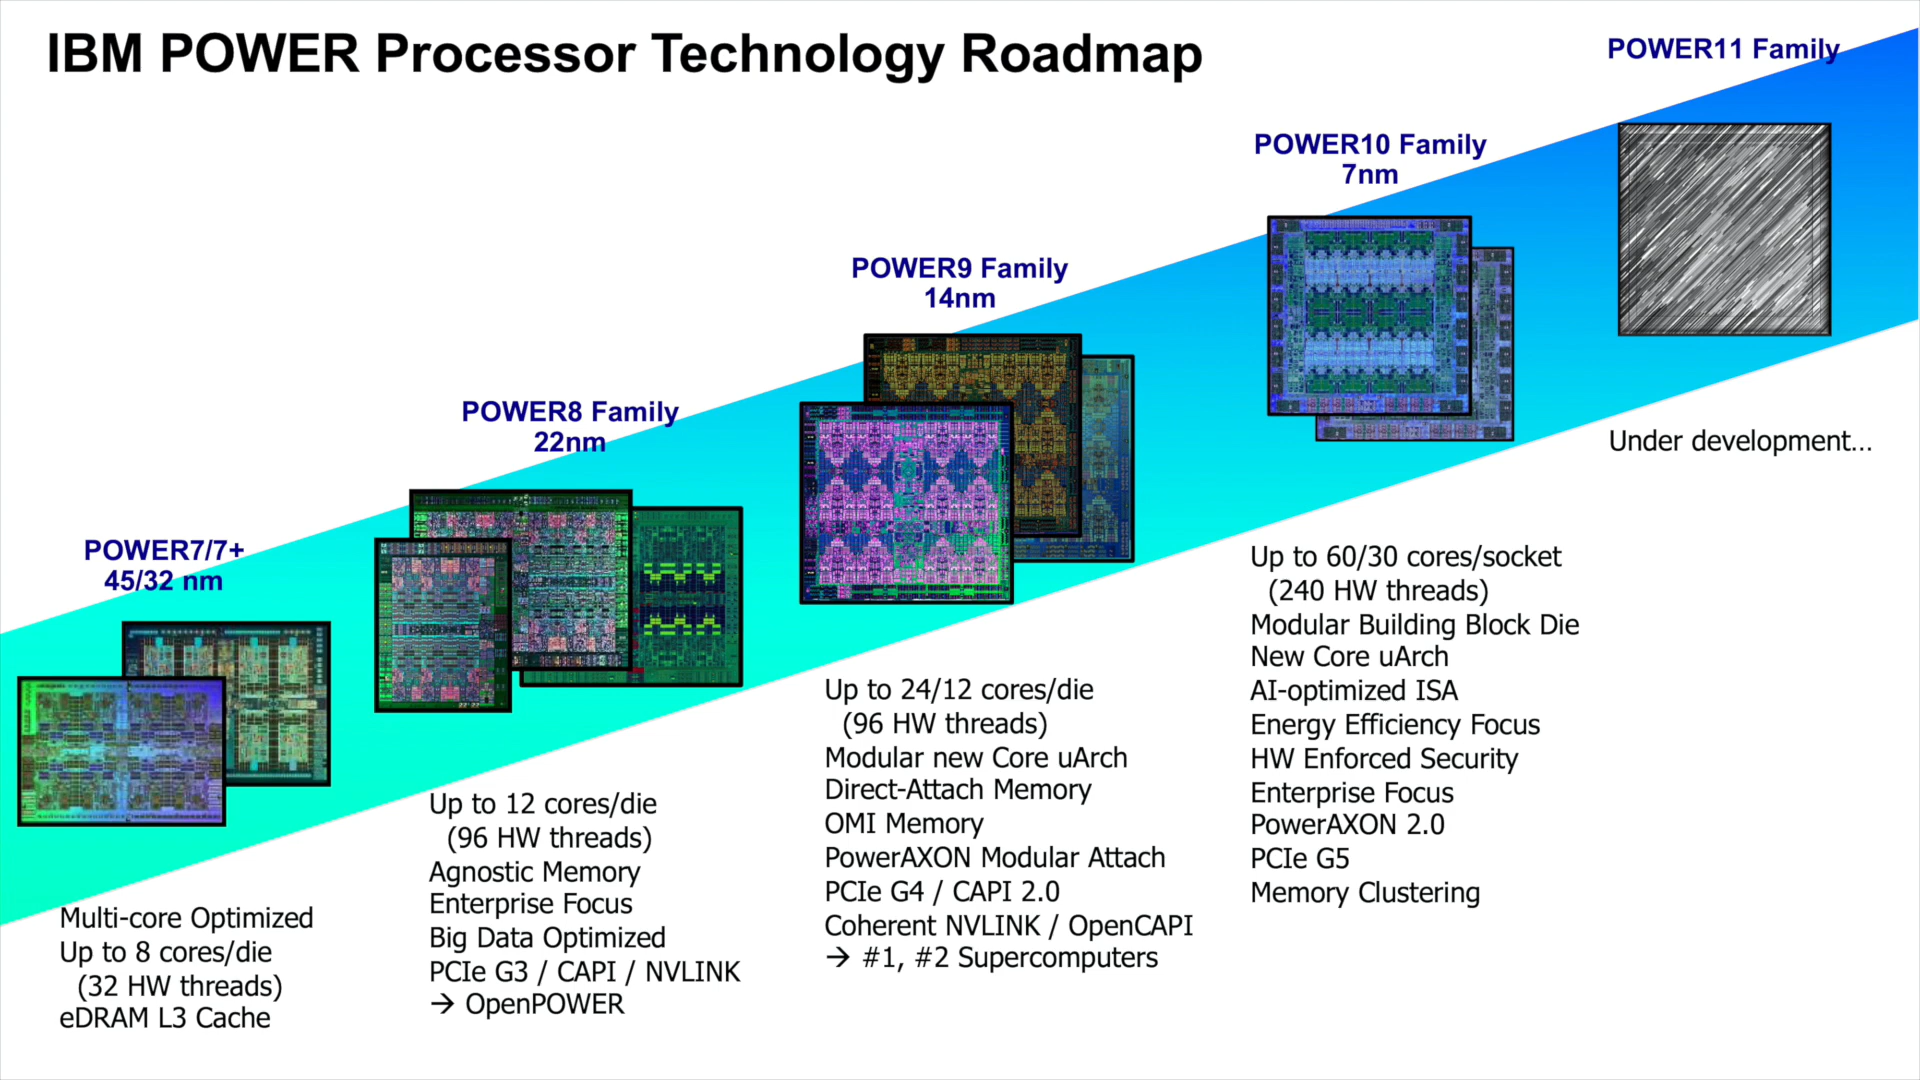 IBM POWER Processor Technology Roadmap
POWER11 Family
POWER10 Family
7nm
POWER9 Family
14nm
POWER8 Family
22nm
POWER7/7+
45/32 nm
Multi-core Optimized
Up to 8 cores/die
(32 HW threads)
eDRAM L3 Cache
Up to 12 cores/die
(96 HW threads)
Agnostic Memory
Enterprise Focus
Big Data Optimized
PCIe G3 / CAPI / NVLINK
→ OpenPOWER
Up to 24/12 cores/die
(96 HW threads)
Modular new Core uArch
Direct-Attach Memory
OMI Memory
PowerAXON Modular Attach
PCIe G4 / CAPI 2.0
Coherent NVLINK / OpenCAPI
→ #1, #2 Supercomputers
Up to 60/30 cores/socket
(240 HW threads)
Modular Building Block Die
New Core uArch
AI-optimized ISA
Energy Efficiency Focus
HW Enforced Security
Enterprise Focus
PowerAXON 2.0
PCIe G5
Memory Clustering
Under development...